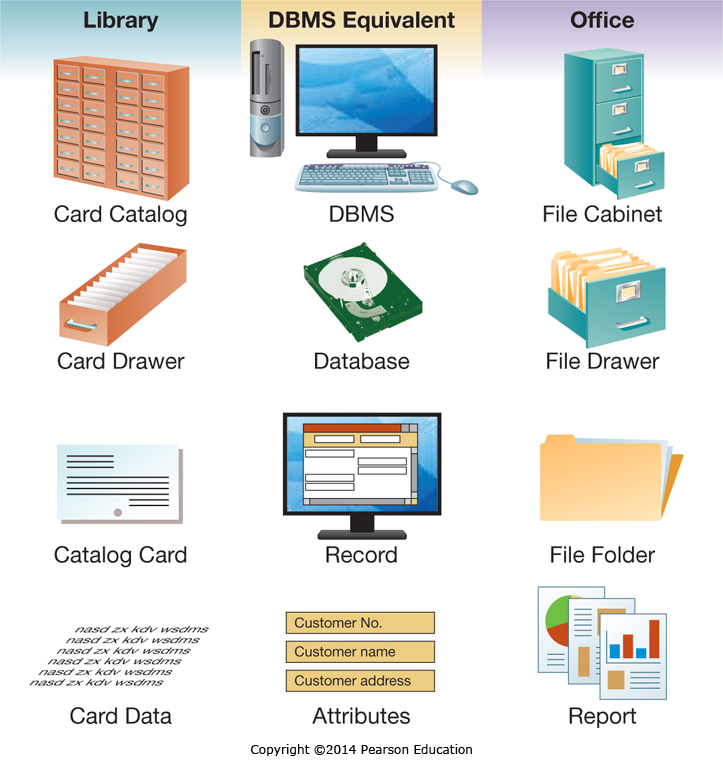 Library DBMS Equivalent Office
Card Catalog DBMS File Cabinet
Card Drawer Database File Drawer
Catalog Card Record File Folder
nasd zx kdv wsdms
nasd zx kdv wsdms
nasd zx kdv wsdms
nasd zx kdv wsdms
nasd zx kdv wsdms
nasd zx kdv wsdms
Customer No.
Customer name
Customer address
Card Data Attributes Report
Copyright ©2014 Pearson Education